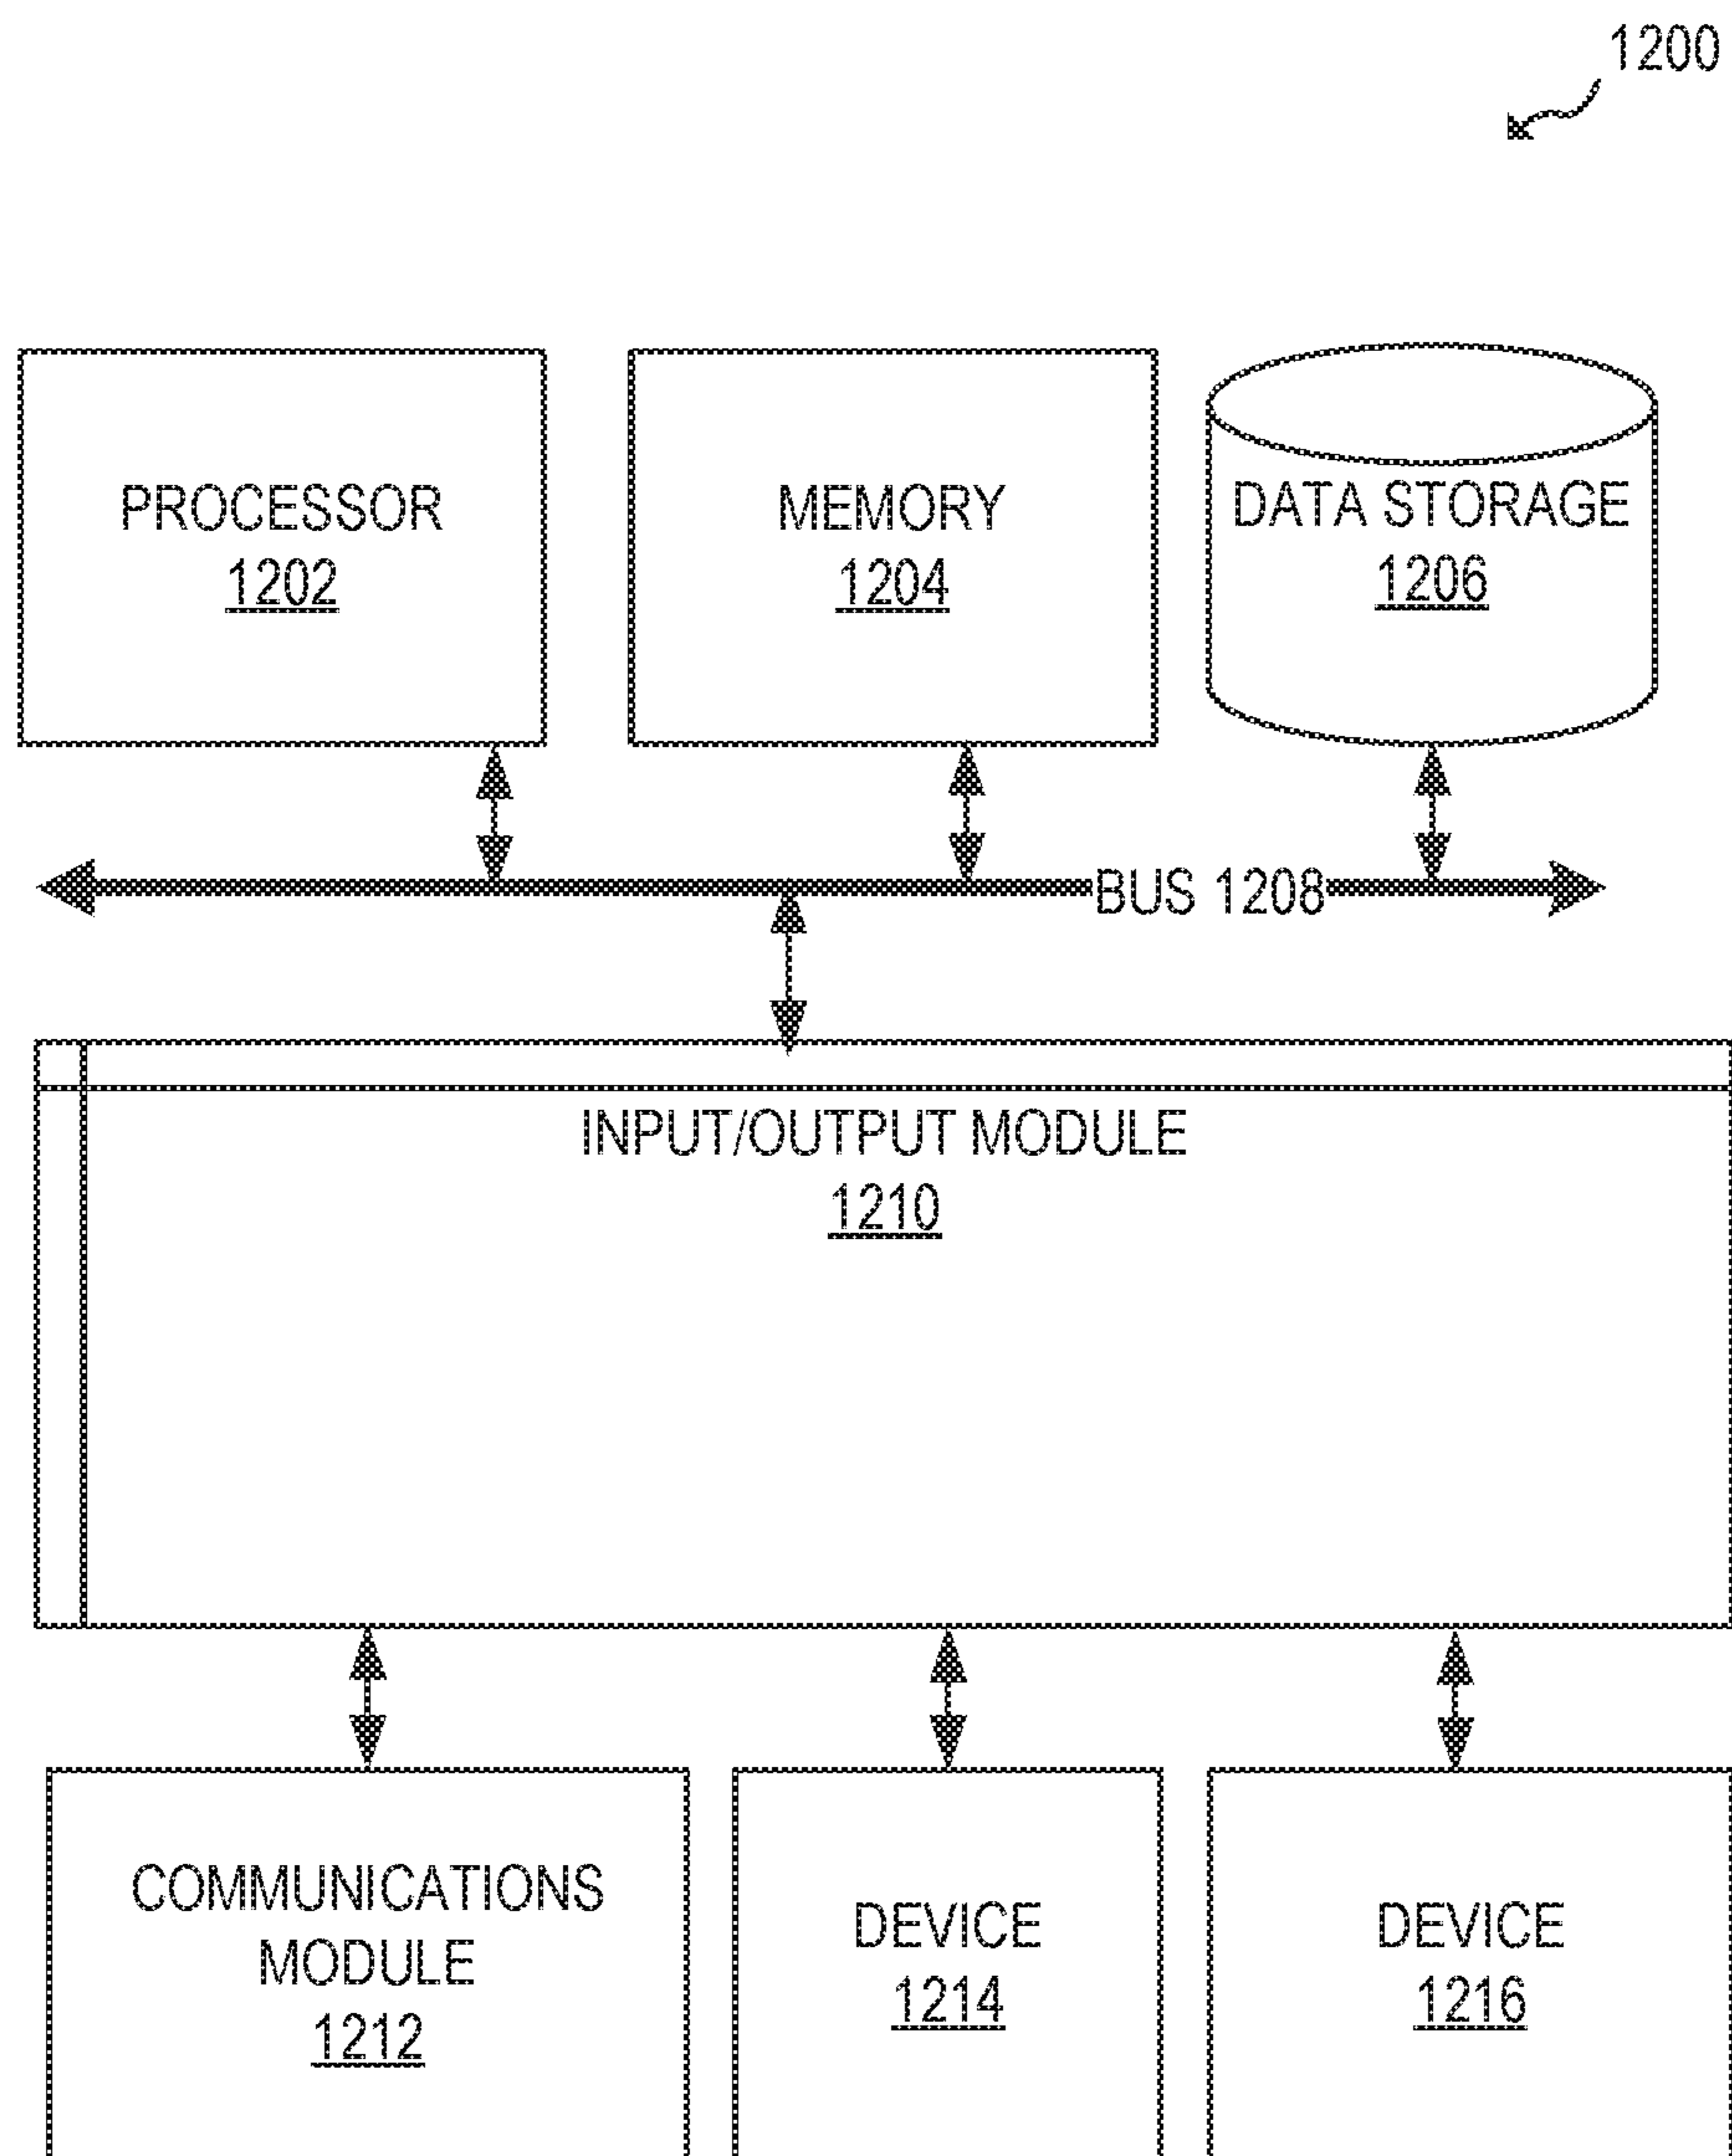 1200
PROCESSOR
1202
MEMORY
1204
DATA STORAGE
1206
BUS 1208
INPUT/OUTPUT MODULE
1210
COMMUNICATIONS
MODULE
1212
DEVICE
1214
DEVICE
1216